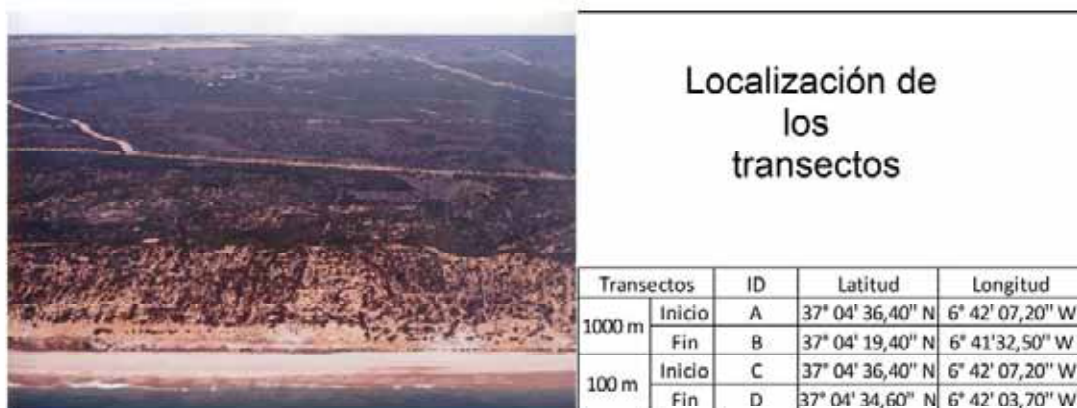 Localización de
los
transectos
Transectos ID Latitud Longitud
1000 m Inicio A 37° 04' 36,40" N 6° 42' 07,20" W
Fin B 37° 04' 19,40" N 6° 41'32,50" W
100 m Inicio C 37° 04' 36,40" N 6° 42' 07,20" W
Fin D 37° 04' 34,60" N 6° 42' 03,70" W